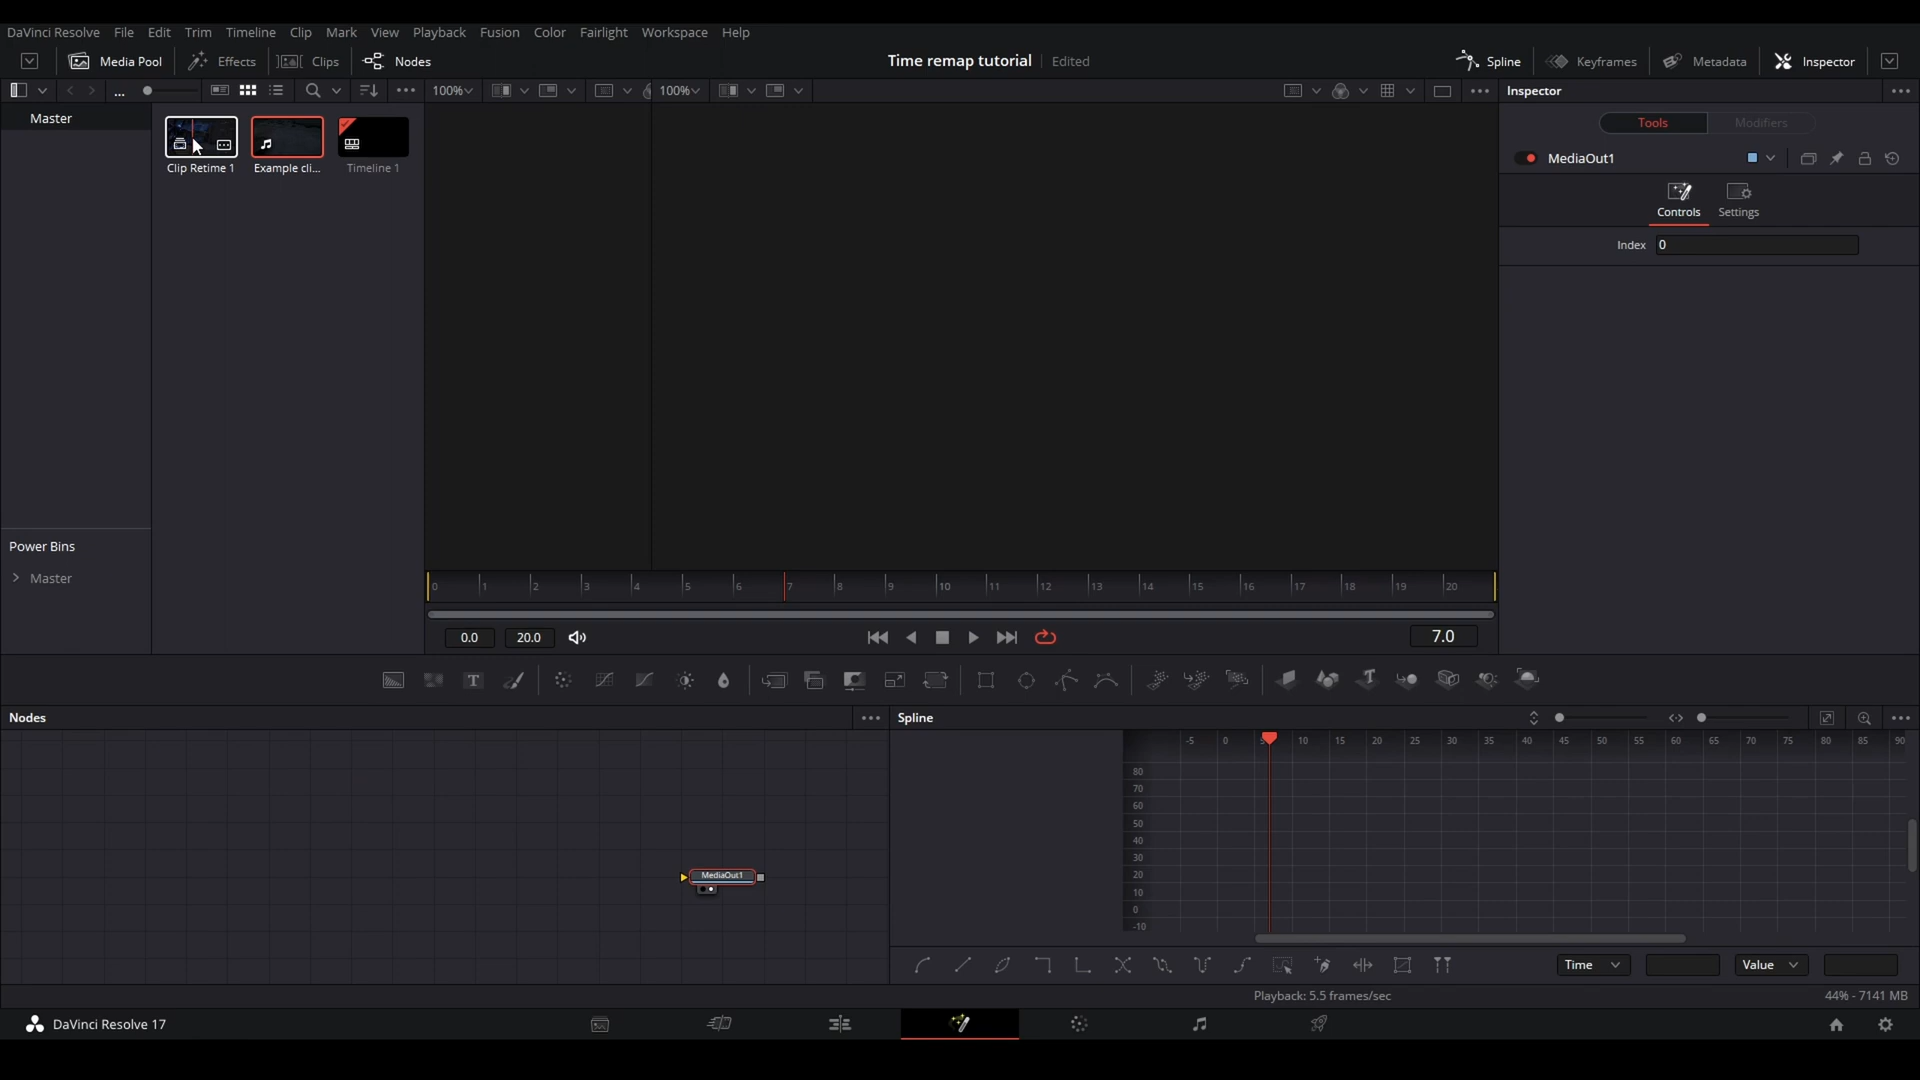 DaVinci Resolve File Edit Trim Timeline Clip Mark View Playback Fusion Color Fairlight Workspace Help
Media Pool Effects Clips Nodes Time remap tutorial Edited Spline Keyframes Metadata Inspector
... 100% 100% Inspector
Master
Tools Modifiers
MediaOut1
Clip Retime 1 Example cli... Timeline 1
Controls Settings
Index 0
Power Bins
Master
0 1 2 3 4 5 6 7 8 9 10 11 12 13 14 15 16 17 18 19 20
0.0 20.0 7.0
Nodes Spline
-5 0 5 10 15 20 25 30 35 40 45 50 55 60 65 70 75 80 85 90
80
70
60
50
40
30
20
10
0
-10
MediaOut1
Time Value
Playback: 5.5 frames/sec 44% - 7141 MB
DaVinci Resolve 17